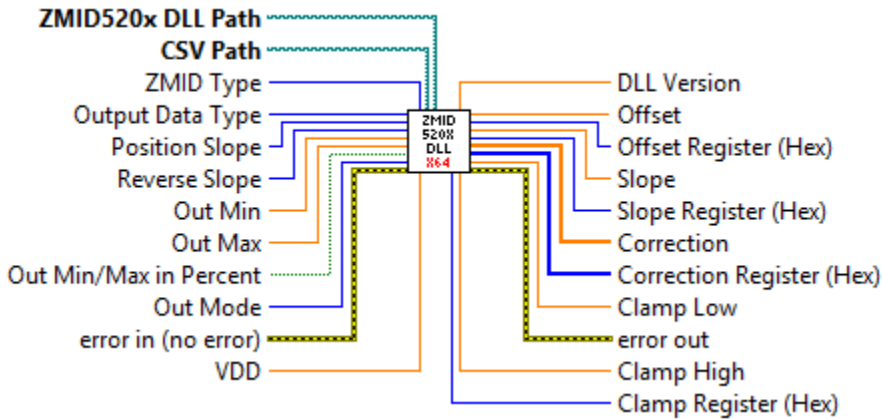 ZMID520x DLL Path
CSV Path
ZMID Type
Output Data Type
Position Slope
Reverse Slope
Out Min
Out Max
Out Min/Max in Percent
Out Mode
error in (no error)
VDD
ZMID
520X
DLL
X64
DLL Version
Offset
Offset Register (Hex)
Slope
Slope Register (Hex)
Correction
Correction Register (Hex)
Clamp Low
error out
Clamp High
Clamp Register (Hex)